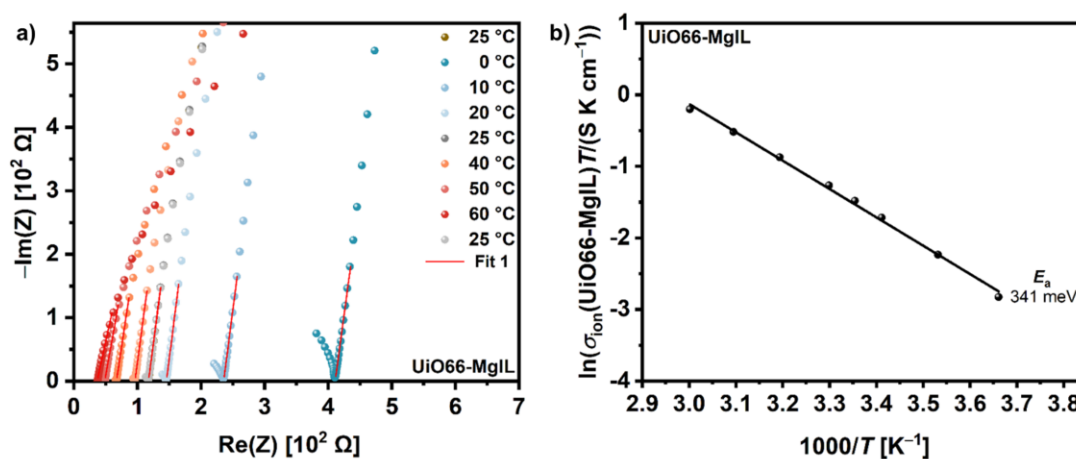 a)
25 °C
0 °C
10 °C
20 °C
25 °C
40 °C
50 °C
60 °C
25 °C
Fit 1
UiO66-MgIL
–Im(Z) [10² Ω]
5
4
3
2
1
0
0 1 2 3 4 5 6 7
Re(Z) [10² Ω]
b)
UiO66-MgIL
ln(σion(UiO66-MgIL)T/(S K cm⁻¹))
1
0
-1
-2
-3
-4
Ea
341 meV
2.9 3.0 3.1 3.2 3.3 3.4 3.5 3.6 3.7 3.8
1000/T [K⁻¹]